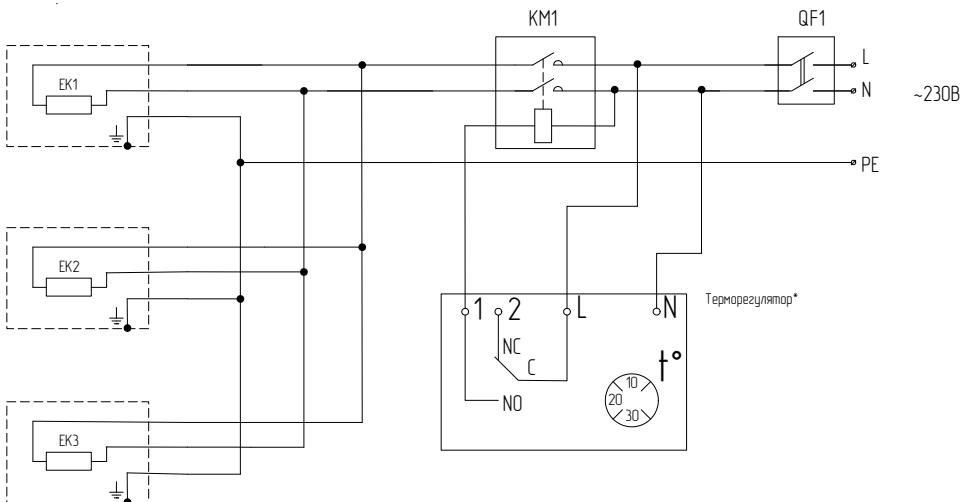 KM1
QF1
L
EK1
N
~230В
PE
EK2
Терморегулятор*
1 2 L N
NC
t°
C
10
20
NO
30
EK3